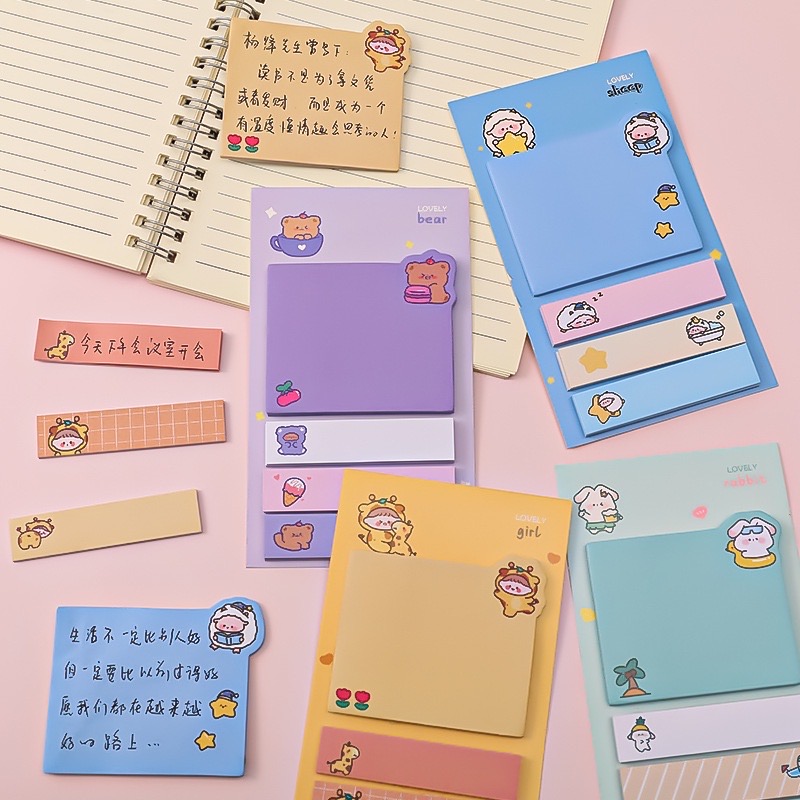 杨绛先生曾写下：
读书不是为了拿文凭
或者发财 而是成为一个
有温度懂情趣会思考的人！
LOVELY
sheep
LOVELY
bear
z z
今天下午会议室开会
LOVELY
girl
LOVELY
生活不一定比别人好
但一定要比以前过得好
愿我们都在越来越
好的路上…